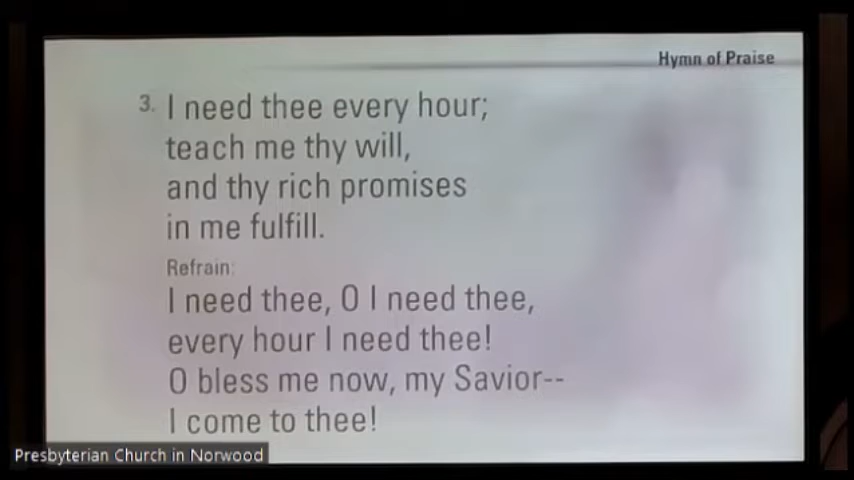 Hymn of Praise
3. I need thee every hour;
teach me thy will,
and thy rich promises
in me fulfill.
Refrain:
I need thee, O I need thee,
every hour I need thee!
O bless me now, my Savior--
I come to thee!
Presbyterian Church in Norwood